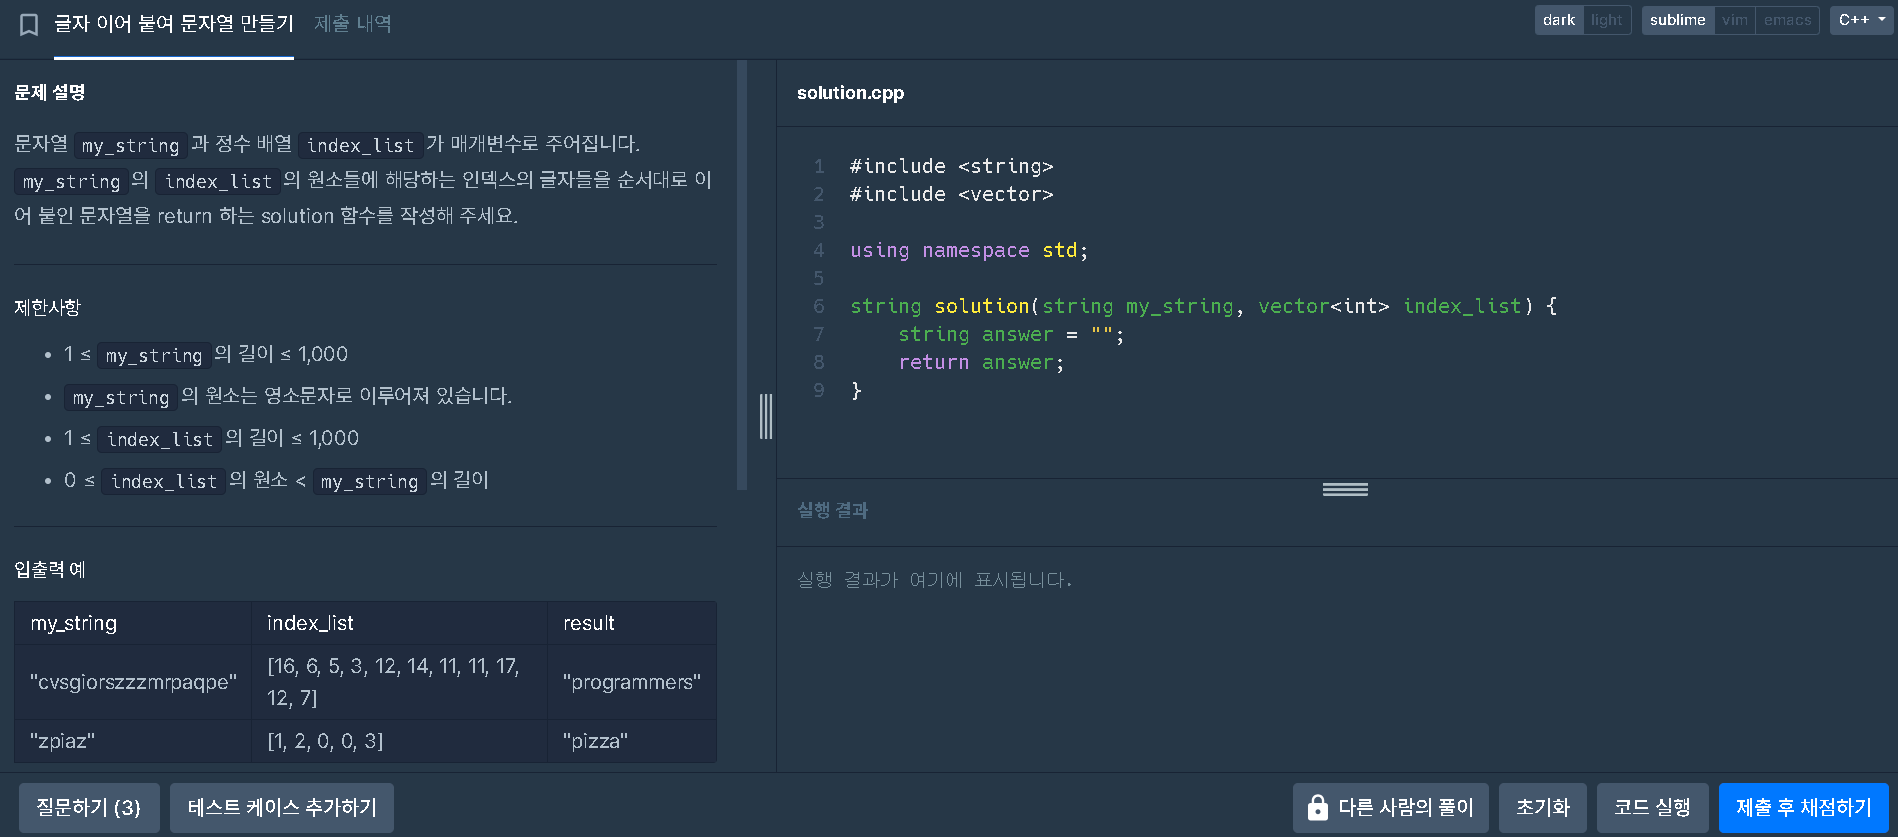 글자 이어 붙여 문자열 만들기 제출 내역
dark light sublime vim emacs C++
문제 설명
문자열 my_string 과 정수 배열 index_list 가 매개변수로 주어집니다.
my_string 의 index_list 의 원소들에 해당하는 인덱스의 글자들을 순서대로 이
어 붙인 문자열을 return 하는 solution 함수를 작성해 주세요.
제한사항
• 1 ≤ my_string 의 길이 ≤ 1,000
• my_string 의 원소는 영소문자로 이루어져 있습니다.
• 1 ≤ index_list 의 길이 ≤ 1,000
• 0 ≤ index_list 의 원소 < my_string 의 길이
입출력 예
my_string index_list result
"cvsgiorszzzmrpaqpe" [16, 6, 5, 3, 12, 14, 11, 11, 17, "programmers"
12, 7]
"zpiaz" [1, 2, 0, 0, 3] "pizza"
solution.cpp
1 #include <string>
2 #include <vector>
3
4 using namespace std;
5
6 string solution(string my_string, vector<int> index_list) {
7     string answer = "";
8     return answer;
9 }
실행 결과
실행 결과가 여기에 표시됩니다.
질문하기 (3) 테스트 케이스 추가하기 다른 사람의 풀이 초기화 코드 실행 제출 후 채점하기